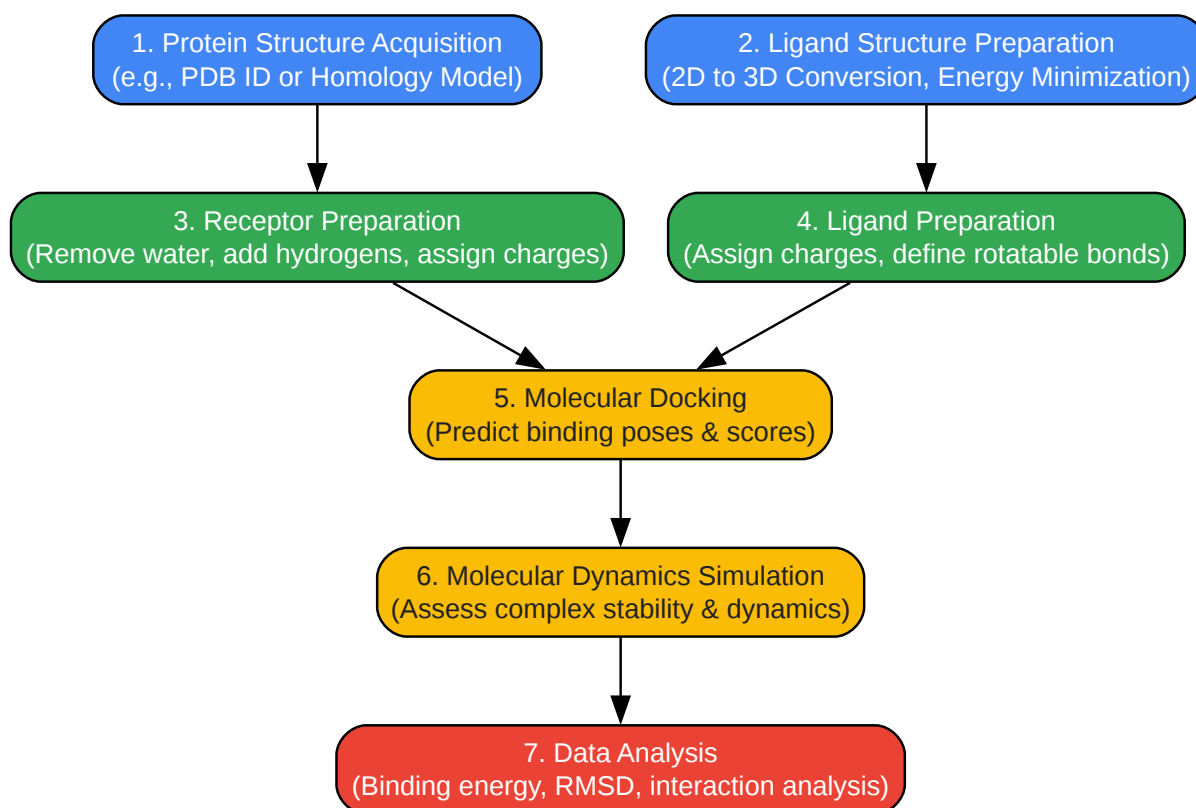 1. Protein Structure Acquisition
(e.g., PDB ID or Homology Model)
2. Ligand Structure Preparation
(2D to 3D Conversion, Energy Minimization)
3. Receptor Preparation
(Remove water, add hydrogens, assign charges)
4. Ligand Preparation
(Assign charges, define rotatable bonds)
5. Molecular Docking
(Predict binding poses & scores)
6. Molecular Dynamics Simulation
(Assess complex stability & dynamics)
7. Data Analysis
(Binding energy, RMSD, interaction analysis)